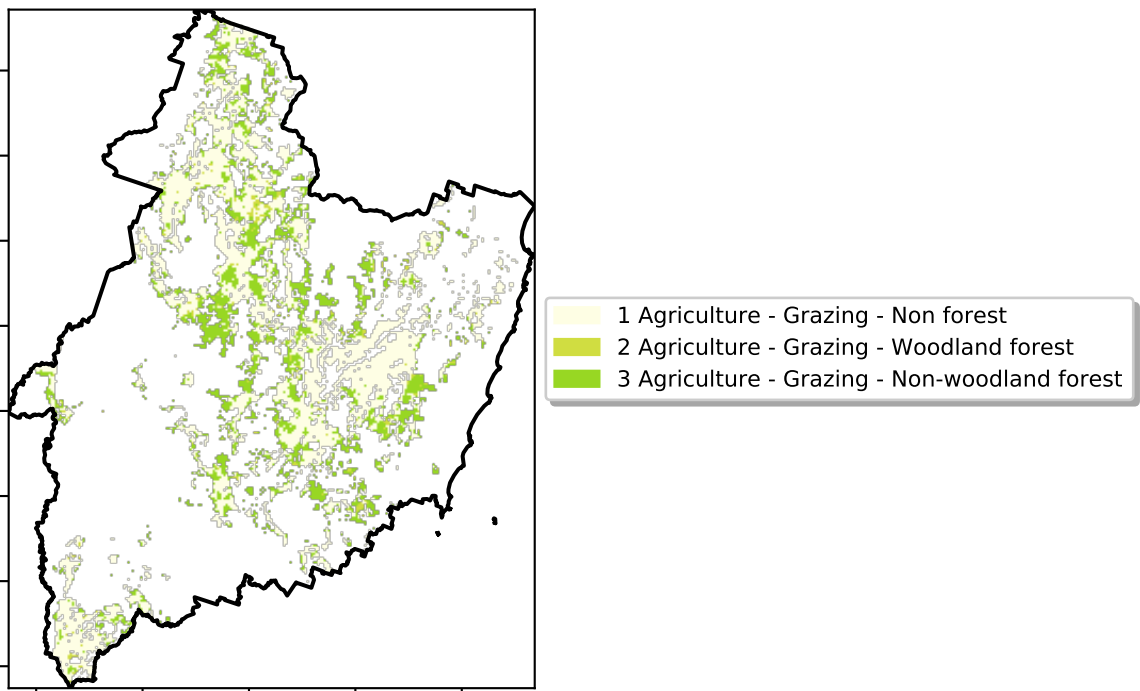 1 Agriculture - Grazing - Non forest
2 Agriculture - Grazing - Woodland forest
3 Agriculture - Grazing - Non-woodland forest